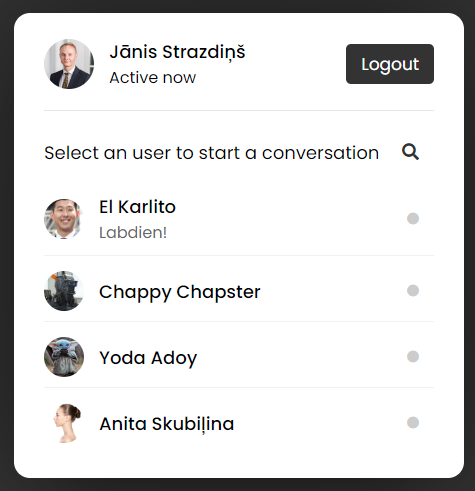 Jānis Strazdiņš
Active now
Logout
Select an user to start a conversation
El Karlito
Labdien!
Chappy Chapster
Yoda Adoy
Anita Skubiļina